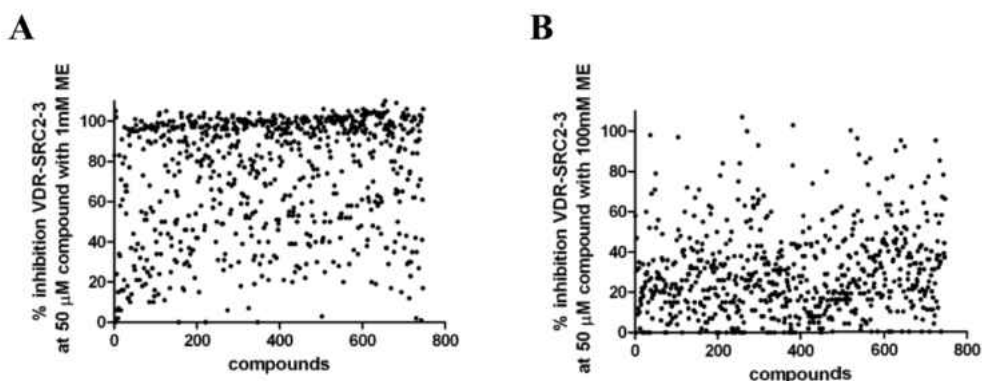 A
% inhibition VDR-SRC2-3
at 50 μM compound with 1mM ME
100
80
60
40
20
0
0 200 400 600 800
compounds
B
% inhibition VDR-SRC2-3
at 50 μM compound with 100mM ME
100
80
60
40
20
0
0 200 400 600 800
compounds